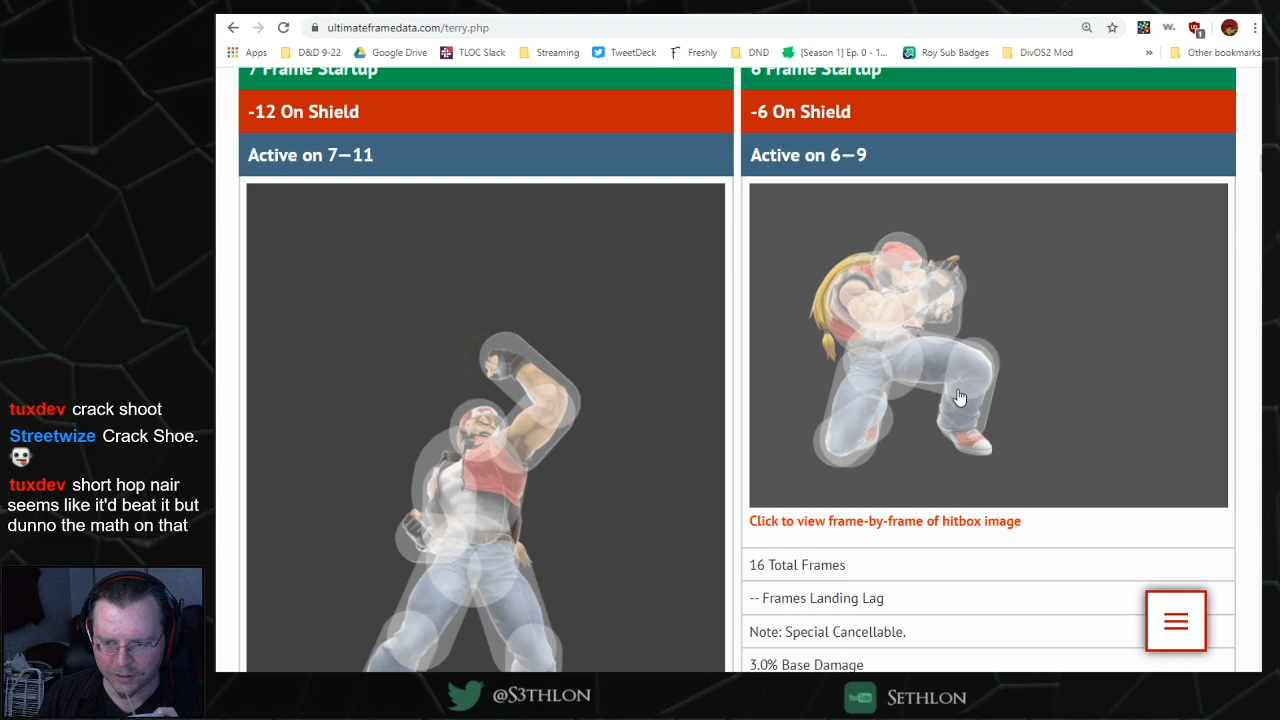 ultimateframedata.com/terry.php
Apps
D&D 9-22
Google Drive
TLOC Slack
Streaming
TweetDeck
Freshly
DND
[Season 1] Ep. 0 - 1...
Roy Sub Badges
DivOS2 Mod
»
Other bookmarks
7 Frame Startup
-12 On Shield
Active on 7—11
6 Frame Startup
-6 On Shield
Active on 6—9
Click to view frame-by-frame of hitbox image
16 Total Frames
-- Frames Landing Lag
Note: Special Cancellable.
3.0% Base Damage
tuxdev crack shoot
Streetwize Crack Shoe.
tuxdev short hop nair
seems like it'd beat it but
dunno the math on that
@S3THLON
SETHLON